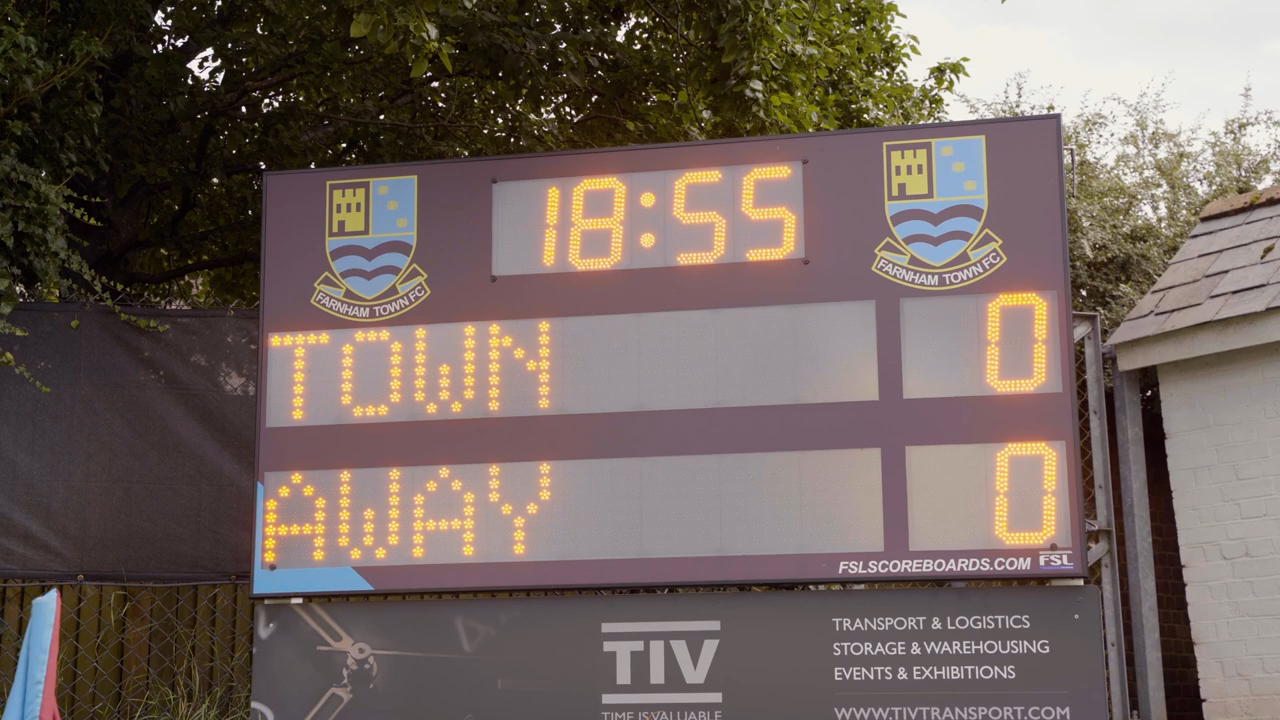 18:55
FARNHAM TOWN FC
FARNHAM TOWN FC
TOWN 0
AWAY 0
FSLSCOREBOARDS.COM FSL
TIV
TIME IS VALUABLE
TRANSPORT & LOGISTICS
STORAGE & WAREHOUSING
EVENTS & EXHIBITIONS
WWW.TIVTRANSPORT.COM